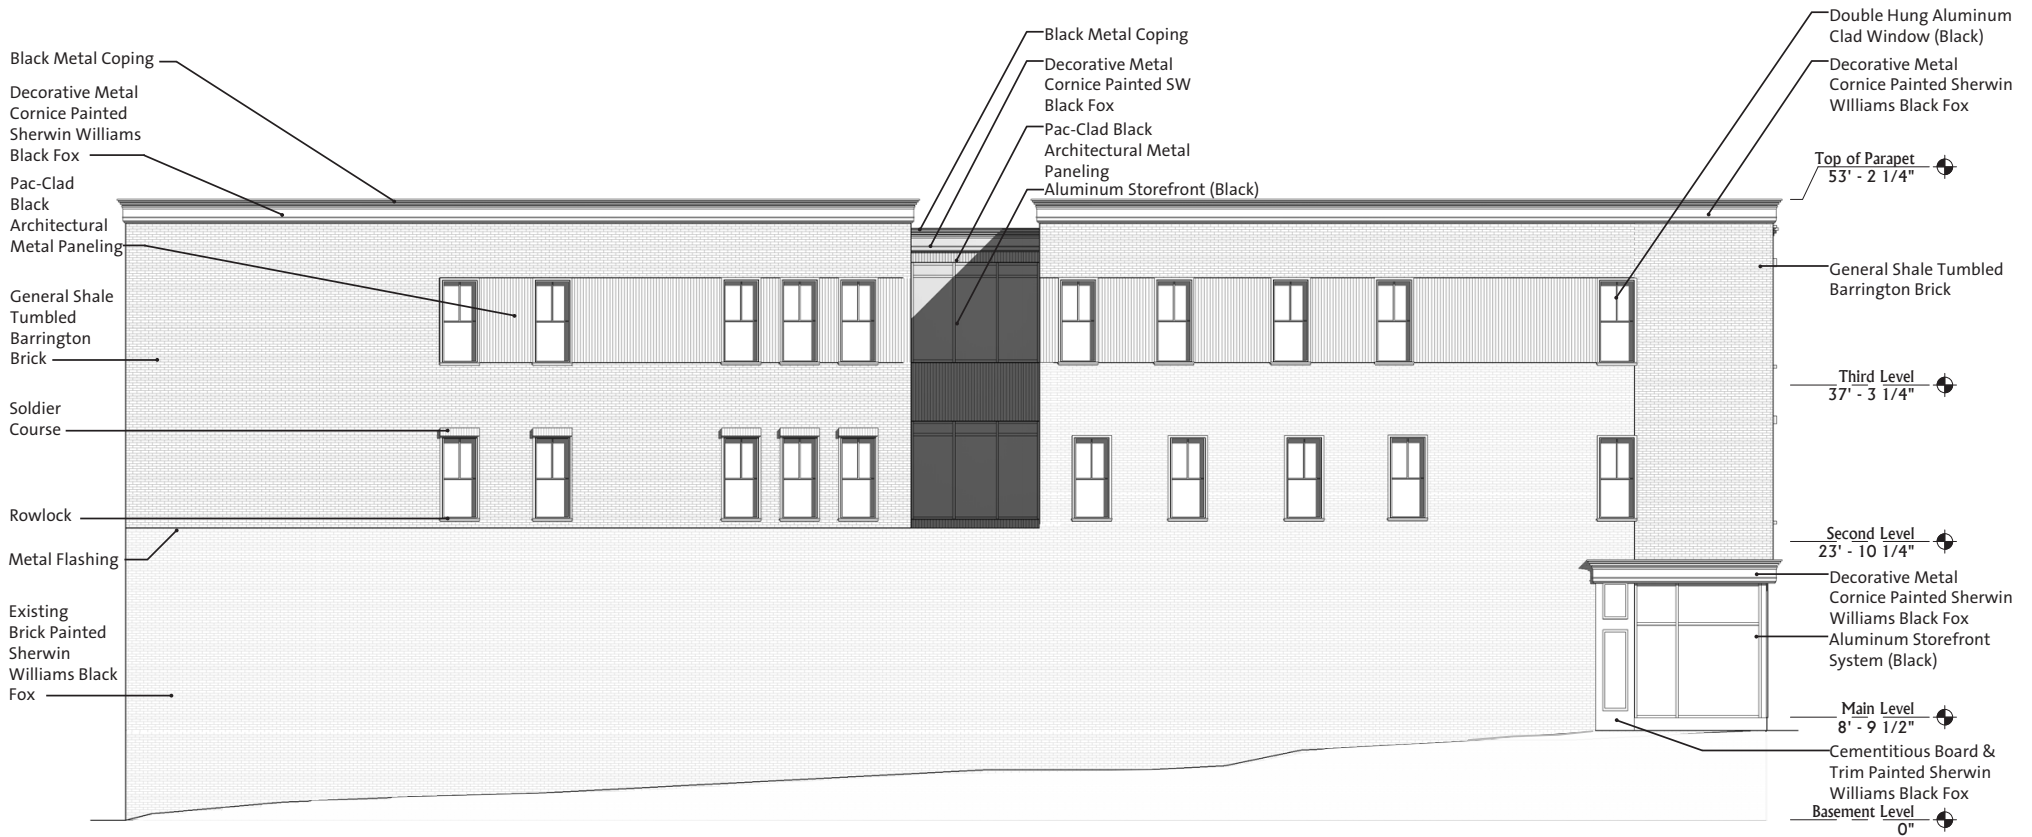 Black Metal Coping
Decorative Metal
Cornice Painted
Sherwin Williams
Black Fox
Pac-Clad
Black
Architectural
Metal Paneling
General Shale
Tumbled
Barrington
Brick
Soldier
Course
Rowlock
Metal Flashing
Existing
Brick Painted
Sherwin
Williams Black
Fox
Black Metal Coping
Decorative Metal
Cornice Painted SW
Black Fox
Pac-Clad Black
Architectural Metal
Paneling
Aluminum Storefront (Black)
Double Hung Aluminum
Clad Window (Black)
Decorative Metal
Cornice Painted Sherwin
WIlliams Black Fox
Top of Parapet
53' - 2 1/4"
General Shale Tumbled
Barrington Brick
Third Level
37' - 3 1/4"
Second Level
23' - 10 1/4"
Decorative Metal
Cornice Painted Sherwin
Williams Black Fox
Aluminum Storefront
System (Black)
Main Level
8' - 9 1/2"
Cementitious Board &
Trim Painted Sherwin
Williams Black Fox
Basement Level
0"